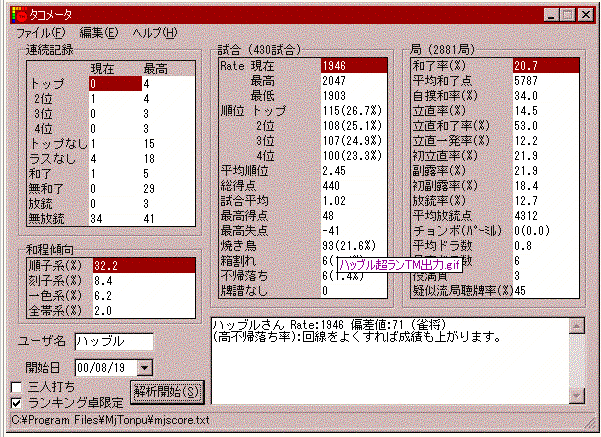 タコメータ
ファイル(F) 編集(E) ヘルプ(H)
連続記録
現在 最高
トップ 0 4
2位 1 4
3位 0 3
4位 0 3
トップなし 1 15
ラスなし 4 18
和了 1 5
無和了 0 29
放銃 0 3
無放銃 34 41
和程傾向
順子系(%) 32.2
刻子系(%) 8.4
一色系(%) 6.2
全帯系(%) 2.0
ユーザ名 ハッブル
開始日 00/08/19
三人打ち
ランキング卓限定
解析開始(S)
試合 (430試合)
Rate 現在 1946
最高 2047
最低 1903
順位 トップ 115(26.7%)
2位 108(25.1%)
3位 107(24.9%)
4位 100(23.3%)
平均順位 2.45
総得点 440
試合平均 1.02
最高得点 48
最高失点 -41
焼き鳥 93(21.6%)
箱割れ 6(
不帰落ち 6(1.4%)
牌譜なし 0
ハッブル超ランTM出力.gif
局 (2881局)
和了率(%) 20.7
平均和了点 5787
自摸和率(%) 34.0
立直率(%) 14.5
立直和了率(%) 53.0
立直一発率(%) 12.2
初立直率(%) 21.9
副露率(%) 21.9
初副露率(%) 18.4
放銃率(%) 12.7
平均放銃点 4312
チョンボ(パーミル) 0(0.0)
平均ドラ数 0.8
6
疑似流局聴牌率(%) 45
ハッブルさん Rate:1946 偏差値:71 (雀将)
(高不帰落ち率):回線をよくすれば成績も上がります。
C:¥Program Files¥MjTonpu¥mjscore.txt